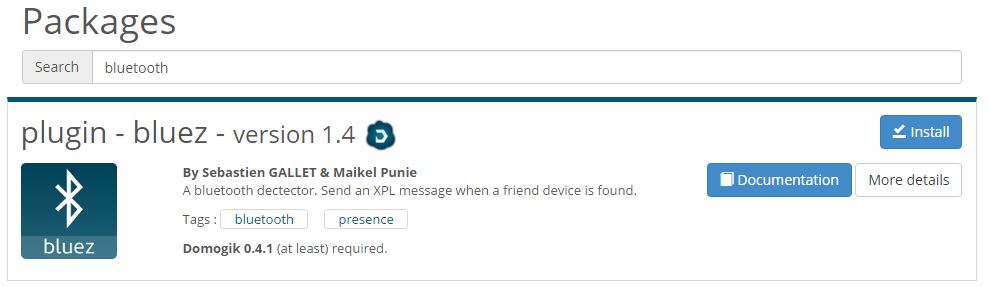 Packages
Search bluetooth
plugin - bluez - version 1.4
Install
By Sebastien GALLET & Maikel Punie
A bluetooth dectector. Send an XPL message when a friend device is found.
Documentation More details
Tags : bluetooth presence
bluez
Domogik 0.4.1 (at least) required.